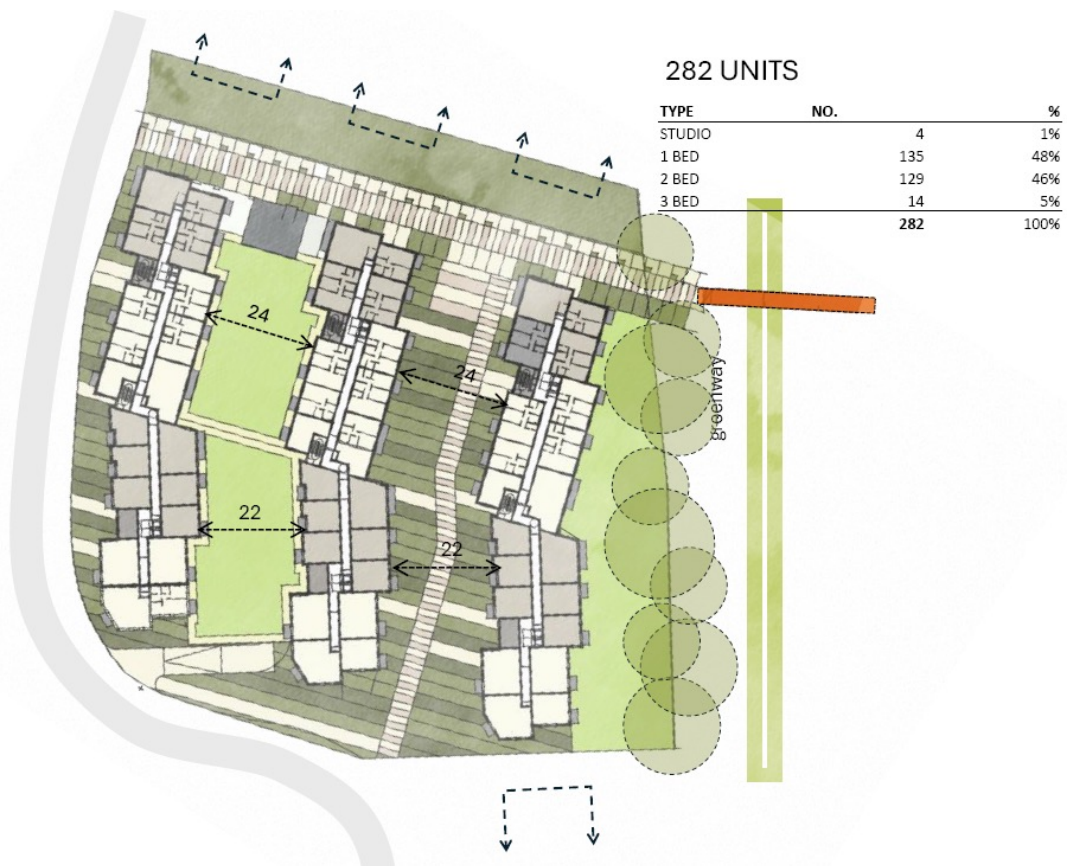 282 UNITS
TYPE NO. %
STUDIO 4 1%
1 BED 135 48%
2 BED 129 46%
3 BED 14 5%
282 100%
24
24
greenway
22
22